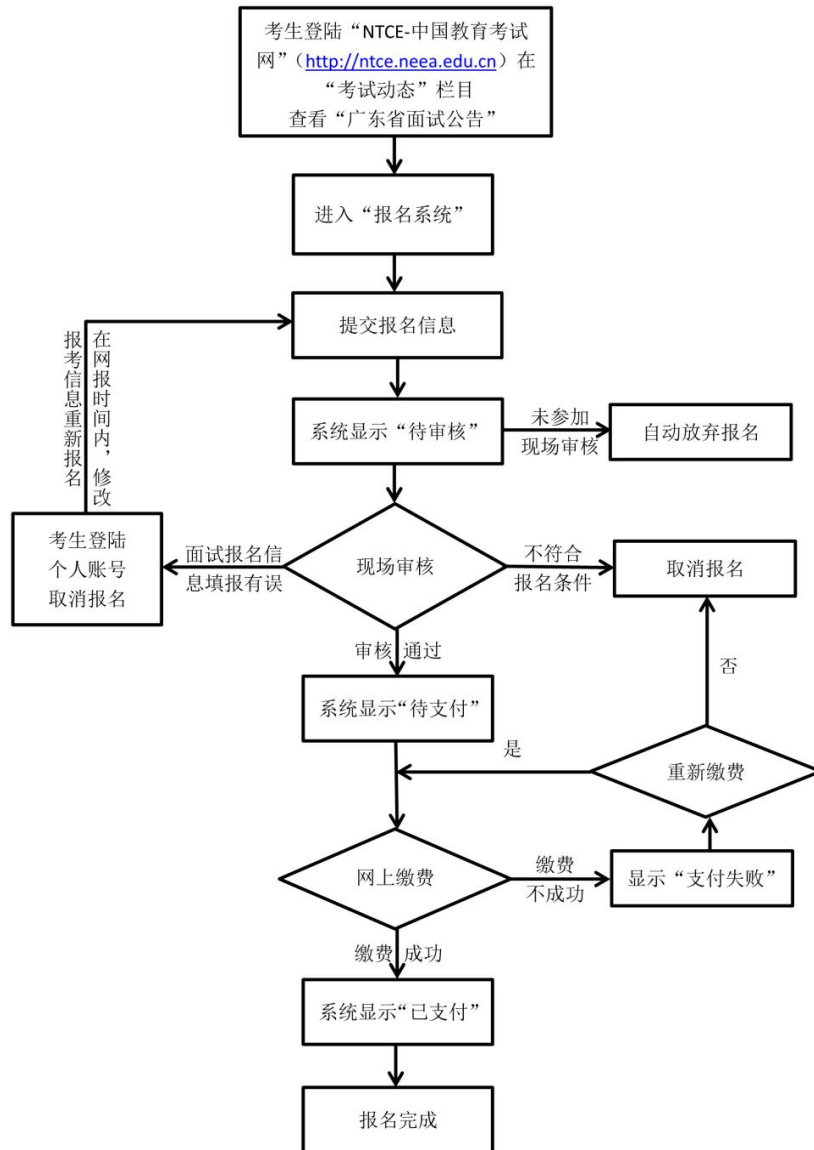 考生登陆“NTCE-中国教育考试
网”（http://ntce.neea.edu.cn）在
“考试动态”栏目
查看“广东省面试公告”
进入“报名系统”
提交报名信息
在网报时间内，修改
报考信息重新报名
系统显示“待审核”
未参加
现场审核
自动放弃报名
考生登陆
个人账号
取消报名
面试报名信
息填报有误
现场审核
不符合
报名条件
取消报名
审核 通过
否
系统显示“待支付”
是
重新缴费
网上缴费
缴费
不成功
显示“支付失败”
缴费 成功
系统显示“已支付”
报名完成